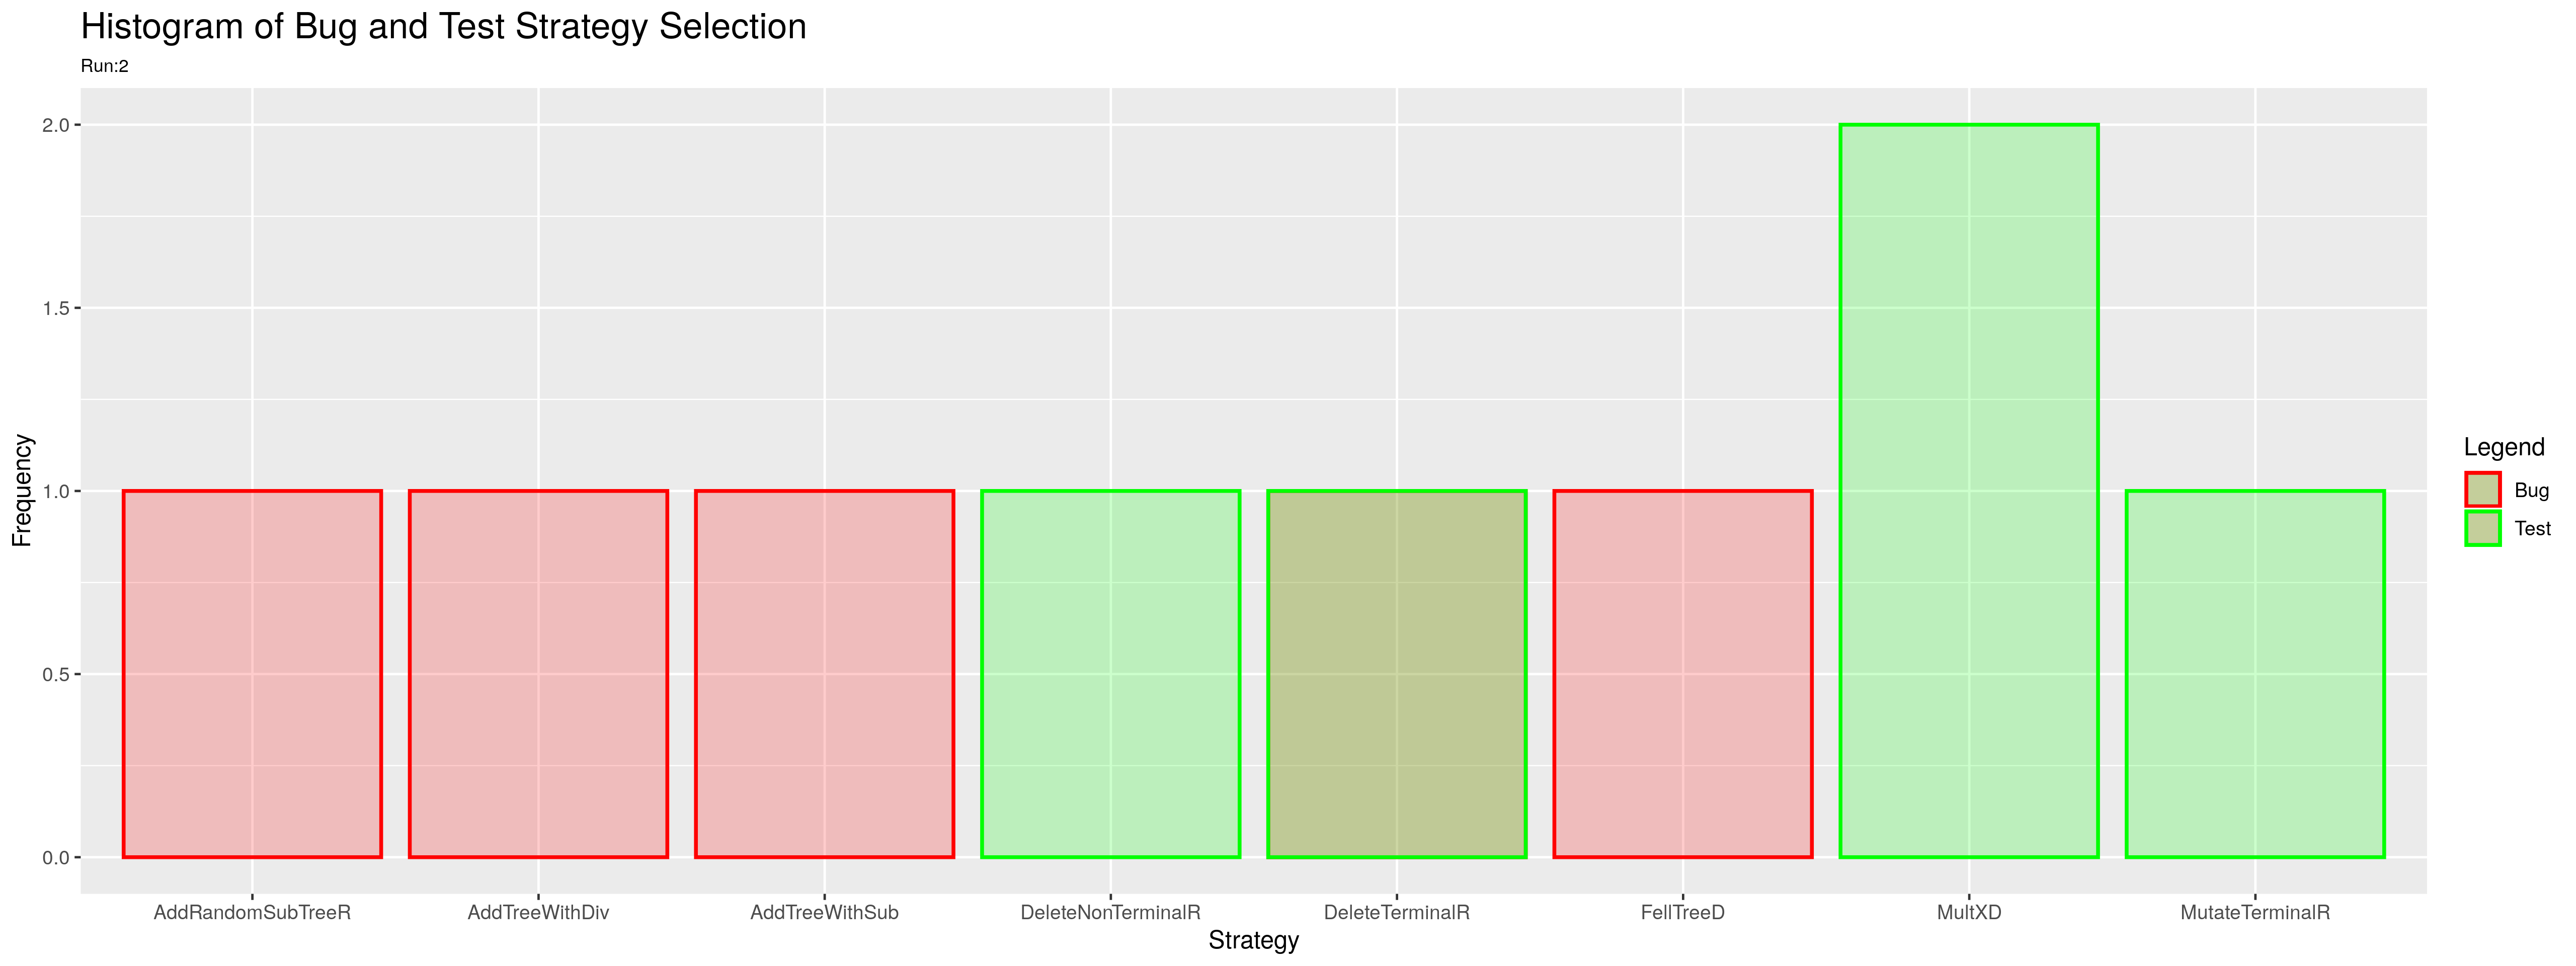 Histogram of Bug and Test Strategy Selection
Run:2
Frequency
2.0
1.5
1.0
0.5
0.0
AddRandomSubTreeR AddTreeWithDiv AddTreeWithSub DeleteNonTerminalR DeleteTerminalR FellTreeD MultXD MutateTerminalR
Strategy
Legend
Bug
Test